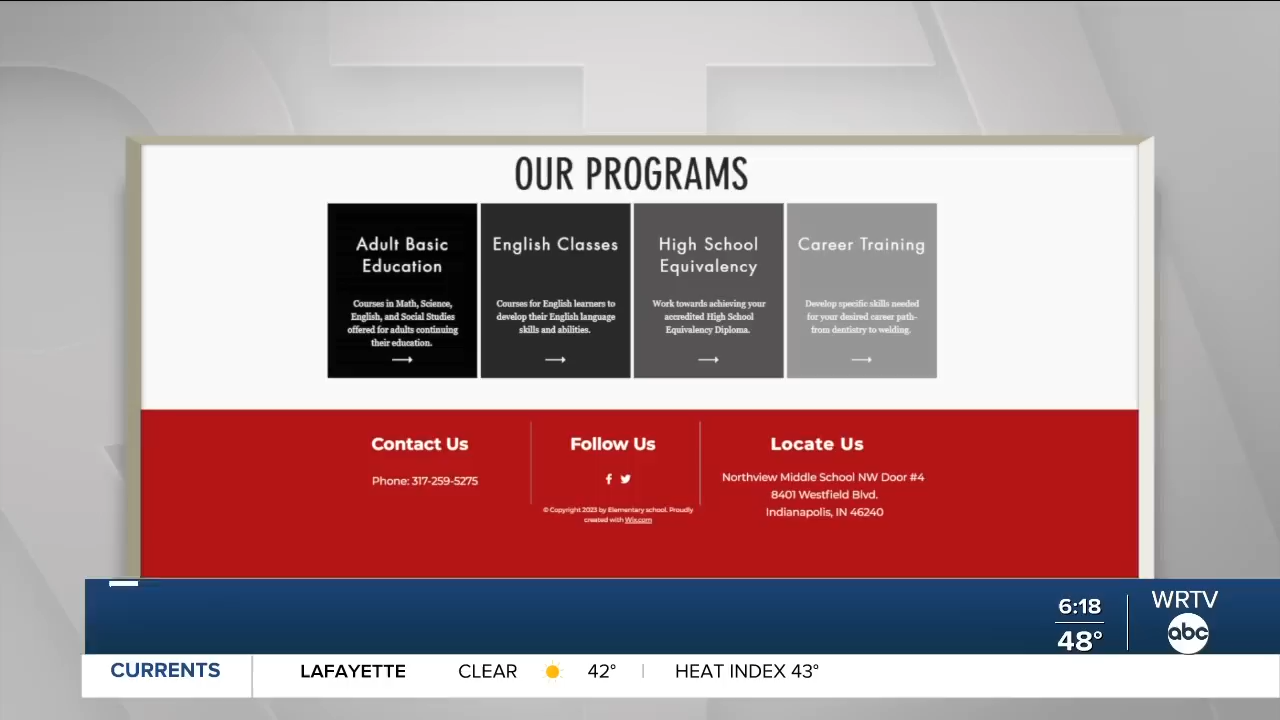 OUR PROGRAMS
Adult Basic
Education
Courses in Math, Science,
English, and Social Studies
offered for adults continuing
their education.
English Classes
Courses for English learners to
develop their English language
skills and abilities.
High School
Equivalency
Work towards achieving your
accredited High School
Equivalency Diploma.
Career Training
Develop specific skills needed
for your desired career path-
from dentistry to welding.
Contact Us
Phone: 317-259-5275
Follow Us
© Copyright 2023 by Elementary school. Proudly
created with Wix.com
Locate Us
Northview Middle School NW Door #4
8401 Westfield Blvd.
Indianapolis, IN 46240
6:18
48°
WRTV
abc
CURRENTS LAFAYETTE CLEAR 42° HEAT INDEX 43°